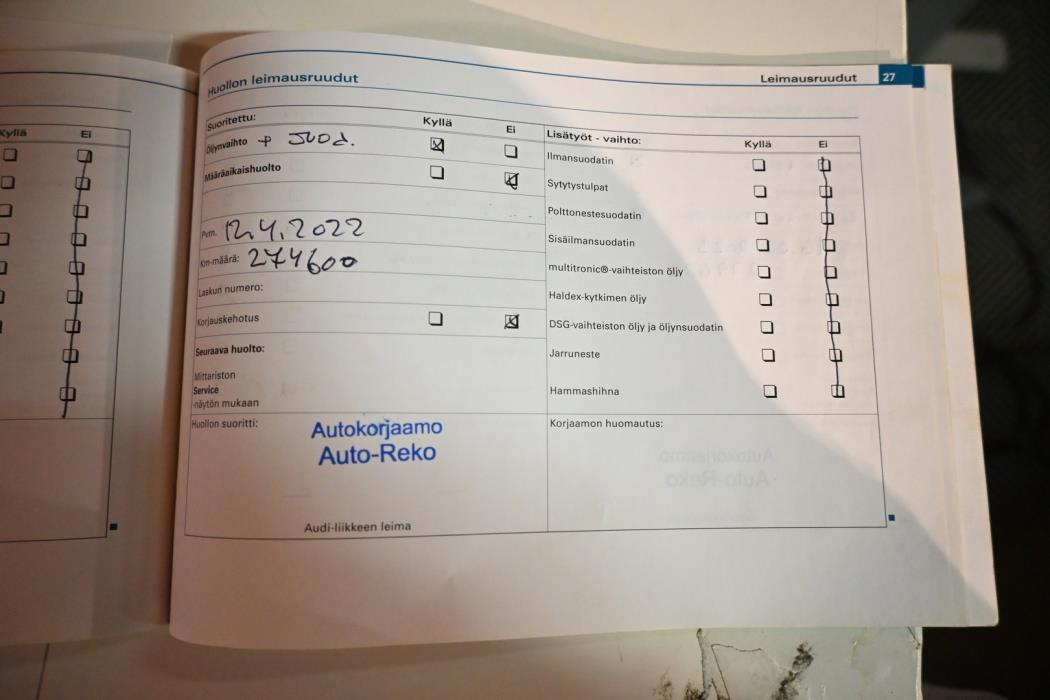 Kyllä Ei
Huollon leimausruudut
Leimausruudut 27
Suoritettu: Kyllä Ei
Öljynvaihto + suod.
Määräaikaishuolto
Pvm. 12.4.2022
Km-määrä: 274600
Laskun numero:
Korjauskehotus
Seuraava huolto:
Mittariston
Service
-näytön mukaan
Huollon suoritti:
Autokorjaamo
Auto-Reko
Audi-liikkeen leima
Lisätyöt - vaihto: Kyllä Ei
Ilmansuodatin
Sytytystulpat
Polttonestesuodatin
Sisäilmansuodatin
multitronic®-vaihteiston öljy
Haldex-kytkimen öljy
DSG-vaihteiston öljy ja öljynsuodatin
Jarruneste
Hammashihna
Korjaamon huomautus: